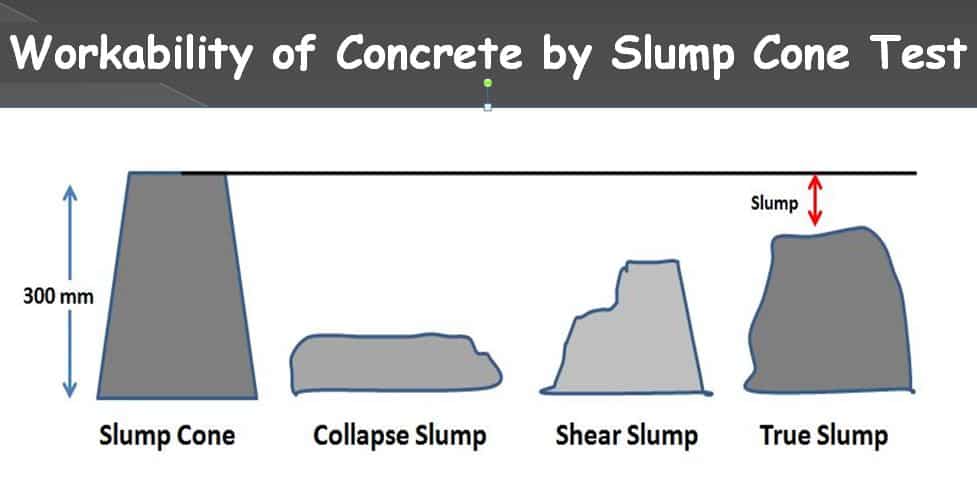 Workability of Concrete by Slump Cone Test
Slump
300 mm
Slump Cone
Collapse Slump
Shear Slump
True Slump